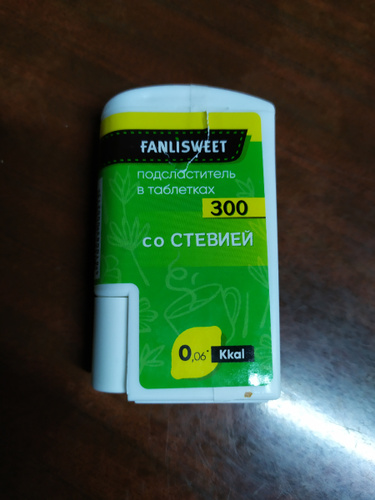 FANLISWEET
подсластитель
в таблетках
300
со СТЕВИЕЙ
0,06* Kkal